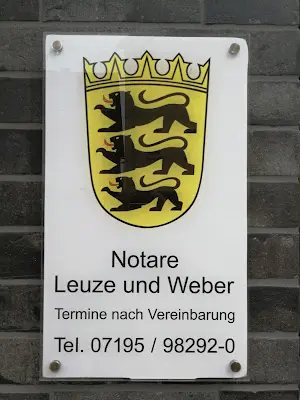 Notare
Leuze und Weber
Termine nach Vereinbarung
Tel. 07195 / 98292-0